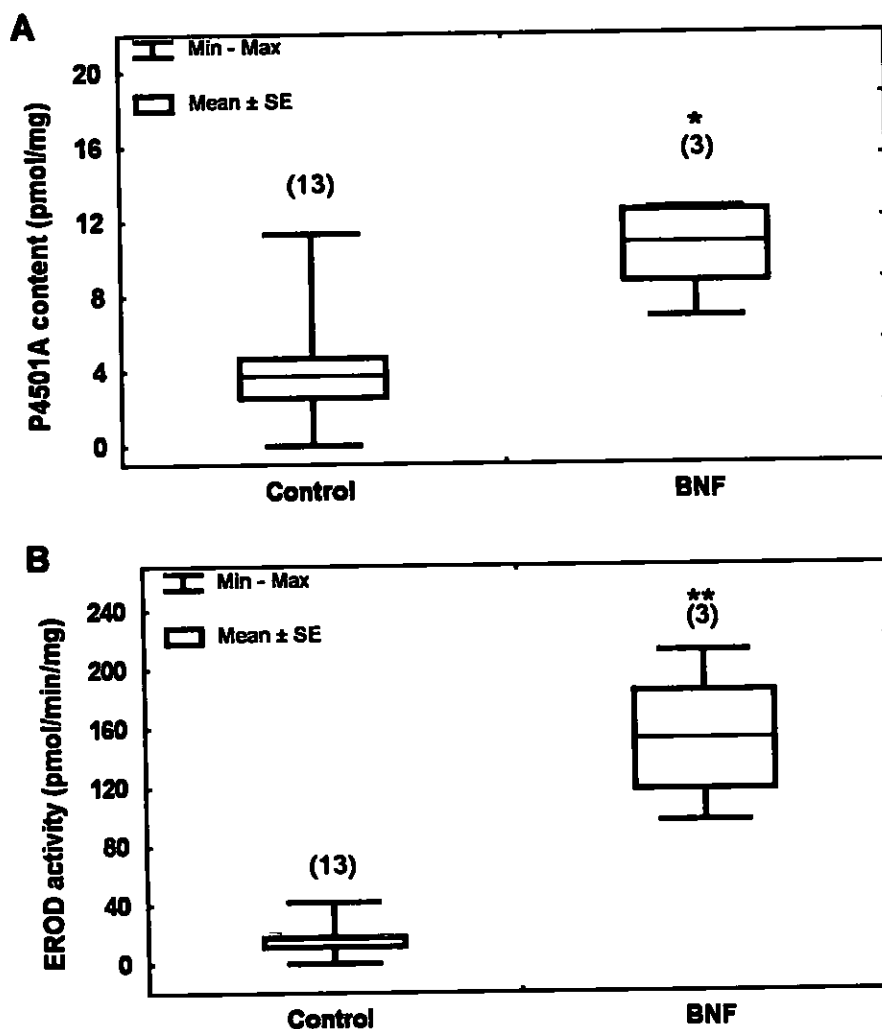 A
Min - Max
Mean ± SE
20
16
12
8
4
0
P4501A content (pmol/mg)
(13)
*
(3)
Control
BNF
B
Min - Max
Mean ± SE
240
200
160
120
80
40
0
EROD activity (pmol/min/mg)
(13)
**
(3)
Control
BNF